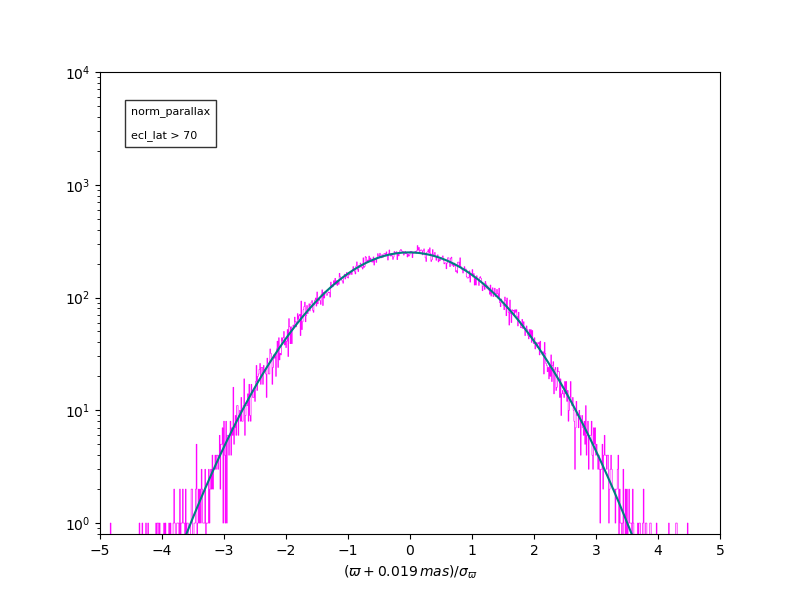 10^4
norm_parallax
ecl_lat > 70
10^3
10^2
10^1
10^0
−5 −4 −3 −2 −1 0 1 2 3 4 5
(ϖ + 0.019 mas)/σ_ϖ